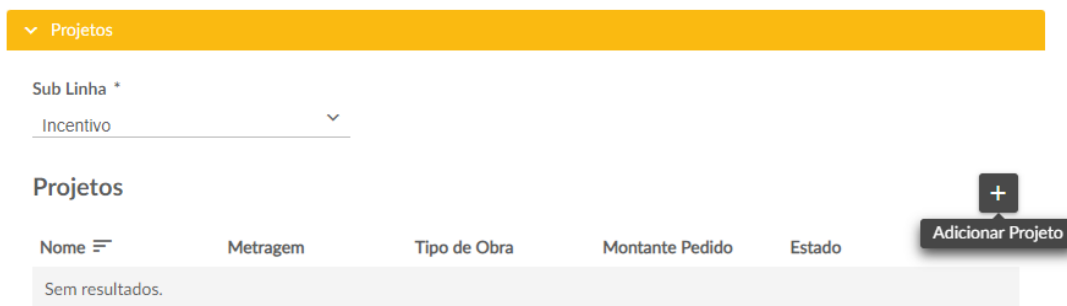 Projetos
Sub Linha *
Incentivo
Projetos
+
Adicionar Projeto
Nome Metragem Tipo de Obra Montante Pedido Estado
Sem resultados.